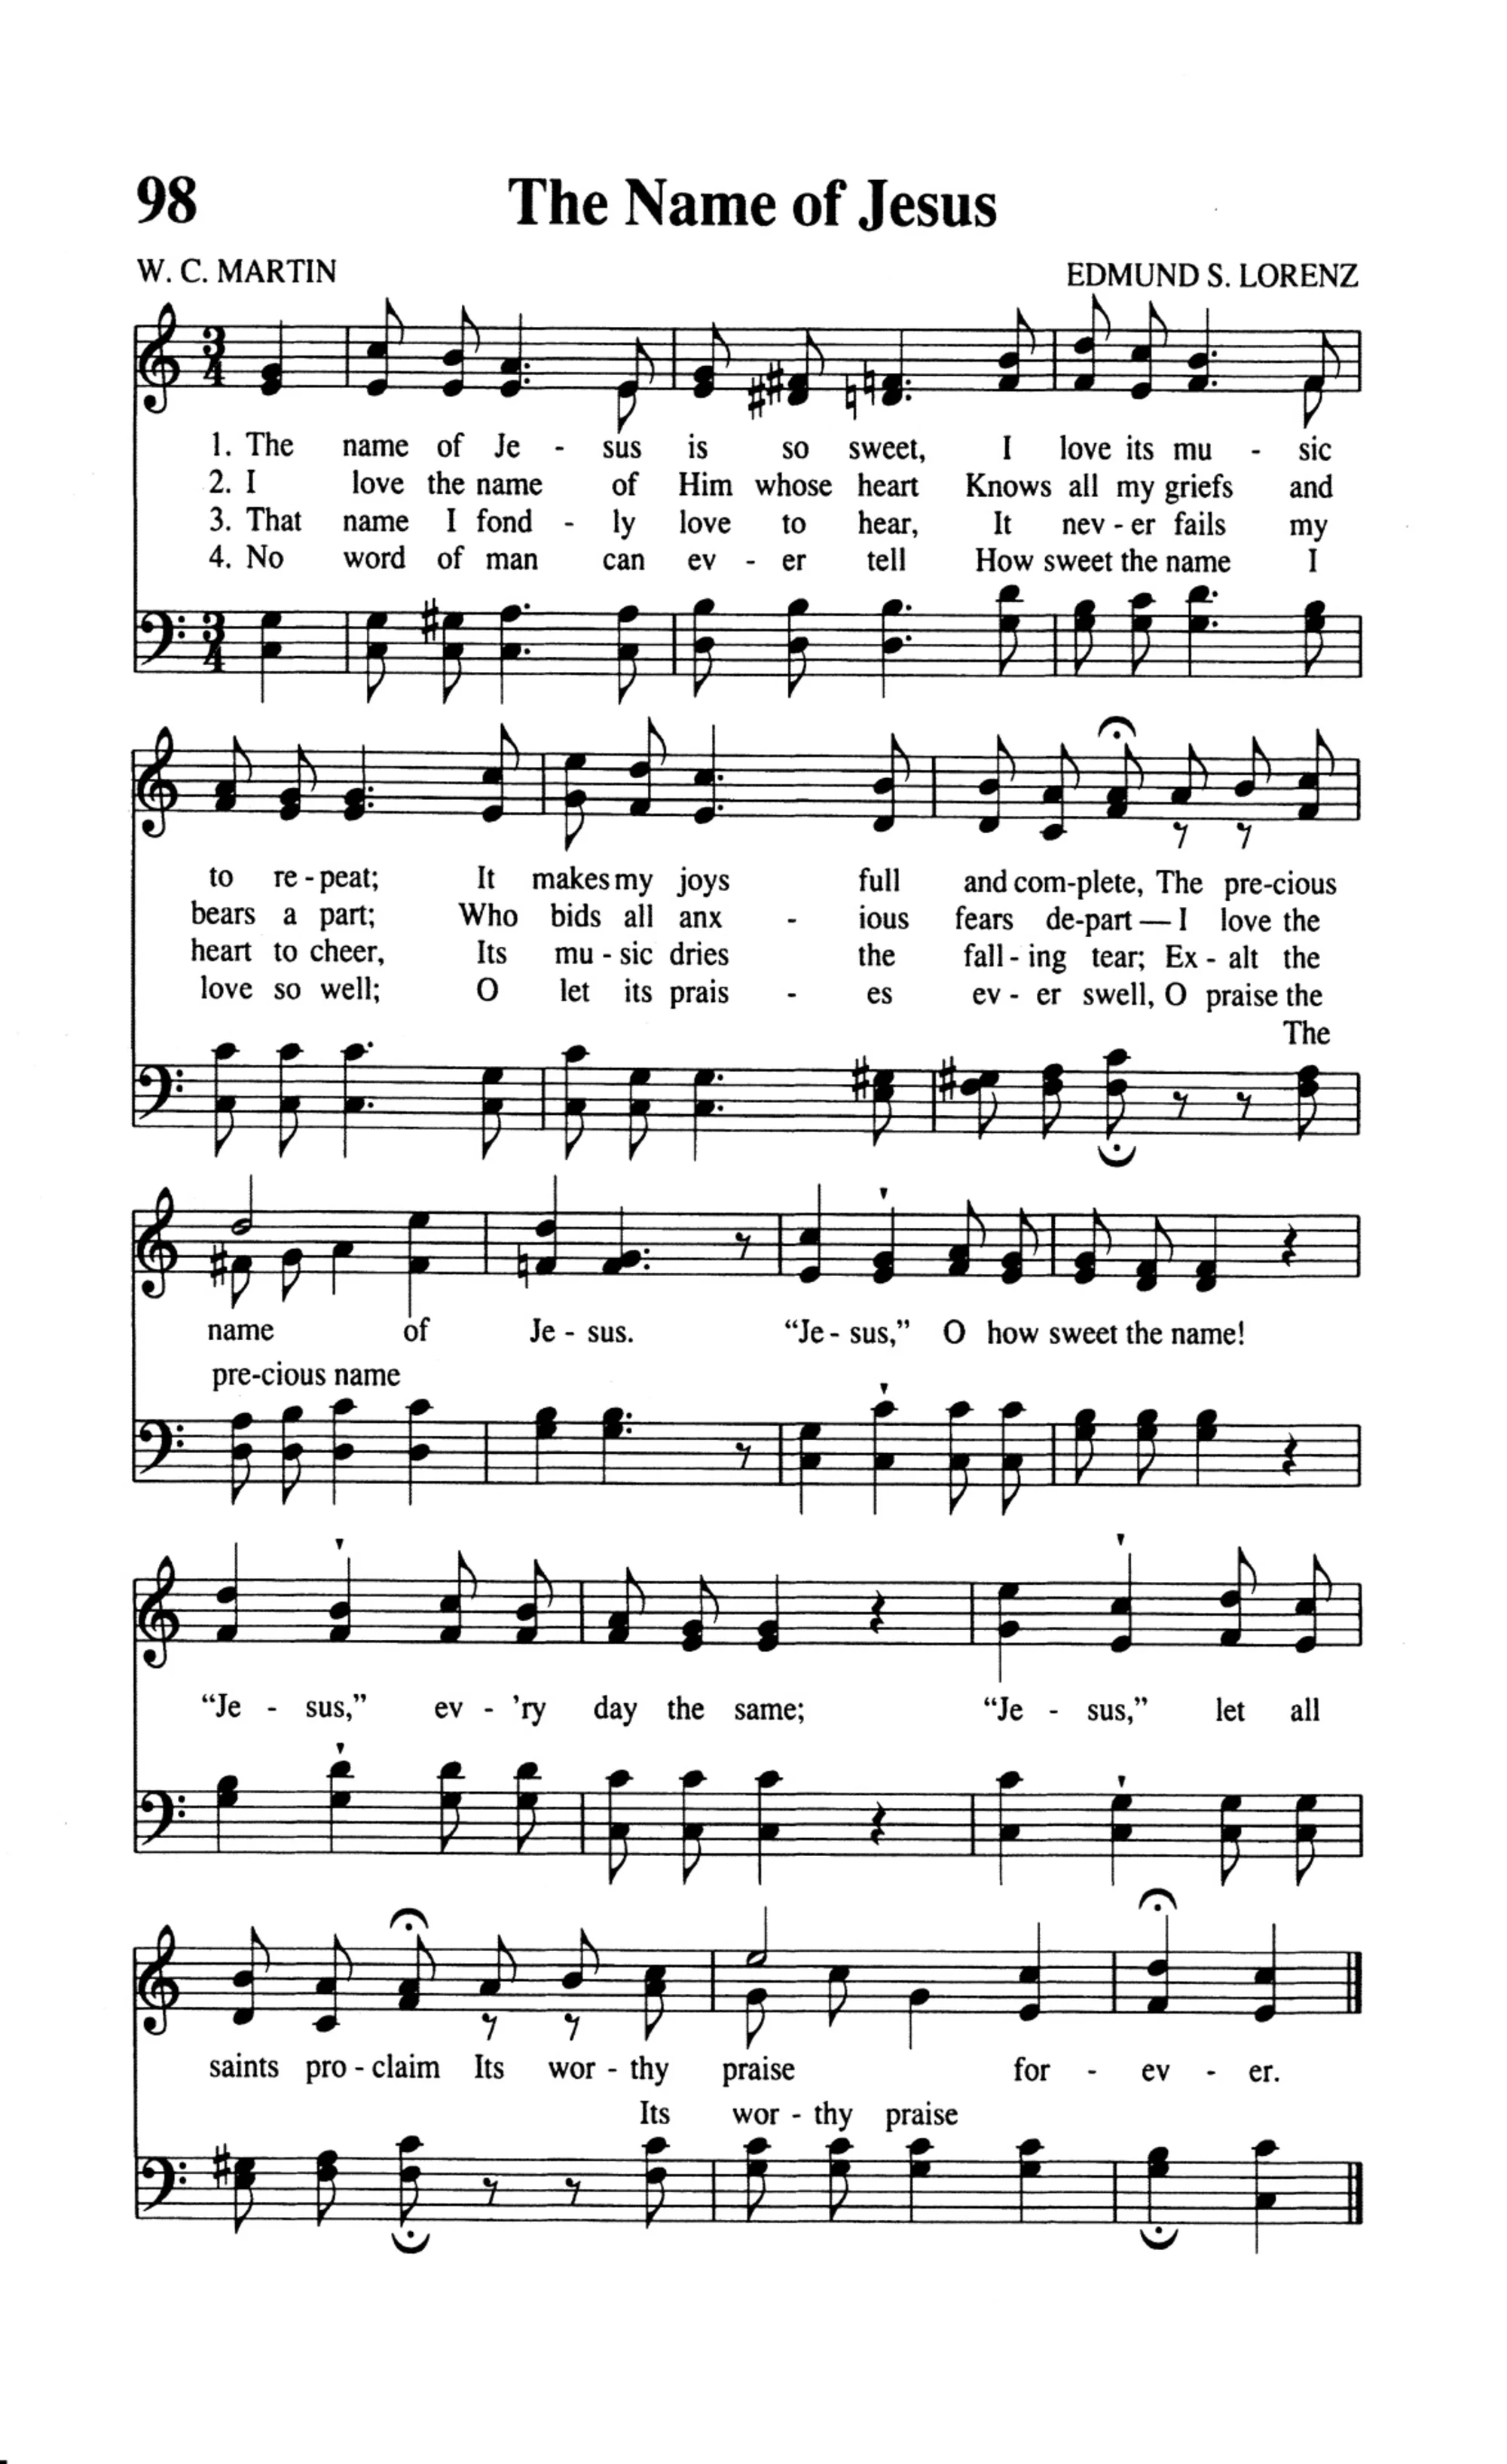 98 The Name of Jesus
W. C. MARTIN EDMUND S. LORENZ
1. The name of Je - sus is so sweet, I love its mu - sic
2. I love the name of Him whose heart Knows all my griefs and
3. That name I fond - ly love to hear, It nev - er fails my
4. No word of man can ev - er tell How sweet the name I
to re - peat; It makes my joys full and com-plete, The pre-cious
bears a part; Who bids all anx - ious fears de-part — I love the
heart to cheer, Its mu - sic dries the fall - ing tear; Ex - alt the
love so well; O let its prais - es ev - er swell, O praise the
The
name of Je - sus. “Je - sus,” O how sweet the name!
pre-cious name
“Je - sus,” ev - ’ry day the same; “Je - sus,” let all
saints pro - claim Its wor - thy praise for - ev - er.
Its wor - thy praise